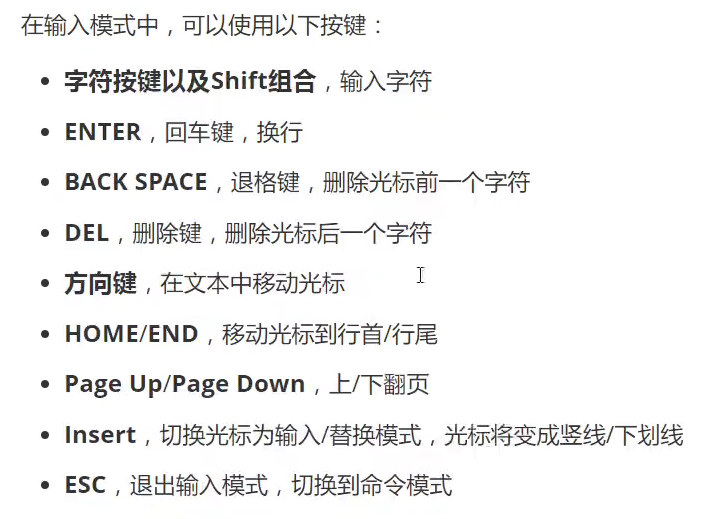 在输入模式中，可以使用以下按键：
• 字符按键以及Shift组合，输入字符
• ENTER，回车键，换行
• BACK SPACE，退格键，删除光标前一个字符
• DEL，删除键，删除光标后一个字符
• 方向键，在文本中移动光标
• HOME/END，移动光标到行首/行尾
• Page Up/Page Down，上/下翻页
• Insert，切换光标为输入/替换模式，光标将变成竖线/下划线
• ESC，退出输入模式，切换到命令模式